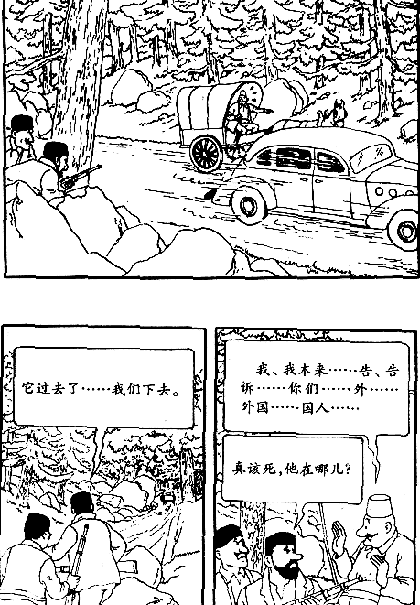 它过去了……我们下去。
我、我本来……告、告
诉……你们……外……
外国……国人……
真该死，他在哪儿？